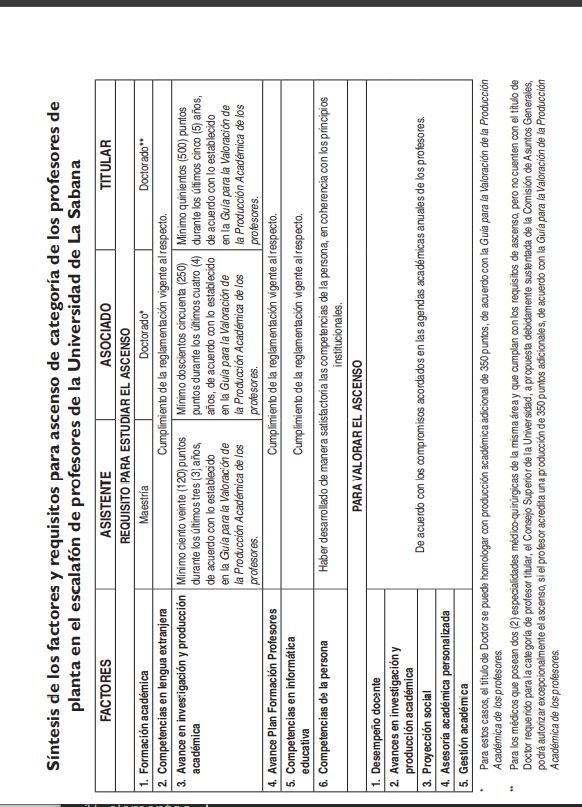 Síntesis de los factores y requisitos para ascenso de categoría de los profesores de
planta en el escalafón de profesores de la Universidad de La Sabana
FACTORES ASISTENTE ASOCIADO TITULAR
REQUISITO PARA ESTUDIAR EL ASCENSO
1. Formación académica Maestría Doctorado* Doctorado**
2. Competencias en lengua extranjera Cumplimiento de la reglamentación vigente al respecto.
3. Avance en investigación y producción
académica
Mínimo ciento veinte (120) puntos
durante los últimos tres (3) años,
de acuerdo con lo establecido
en la Guía para la Valoración de
la Producción Académica de los
profesores.
Mínimo doscientos cincuenta (250)
puntos durante los últimos cuatro (4)
años, de acuerdo con lo establecido
en la Guía para la Valoración de
la Producción Académica de los
profesores.
Mínimo quinientos (500) puntos
durante los últimos cinco (5) años,
de acuerdo con lo establecido
en la Guía para la Valoración de
la Producción Académica de los
profesores.
4. Avance Plan Formación Profesores Cumplimiento de la reglamentación vigente al respecto.
5. Competencias en informática
educativa
Cumplimiento de la reglamentación vigente al respecto.
6. Competencias de la persona
Haber desarrollado de manera satisfactoria las competencias de la persona, en coherencia con los principios
institucionales.
PARA VALORAR EL ASCENSO
1. Desempeño docente
2. Avances en investigación y
producción académica
3. Proyección social
4. Asesoría académica personalizada
5. Gestión académica
De acuerdo con los compromisos acordados en las agendas académicas anuales de los profesores.
* Para estos casos, el título de Doctor se puede homologar con producción académica adicional de 350 puntos, de acuerdo con la Guía para la Valoración de la Producción
Académica de los profesores.
** Para los médicos que posean dos (2) especialidades médico-quirúrgicas de la misma área y que cumplan con los requisitos de ascenso, pero no cuenten con el título de
Doctor requerido para la categoría de profesor titular, el Consejo Superior de la Universidad, a propuesta debidamente sustentada de la Comisión de Asuntos Generales,
podrá autorizar excepcionalmente el ascenso, si el profesor acredita una producción de 350 puntos adicionales, de acuerdo con la Guía para la Valoración de la Producción
Académica de los profesores.